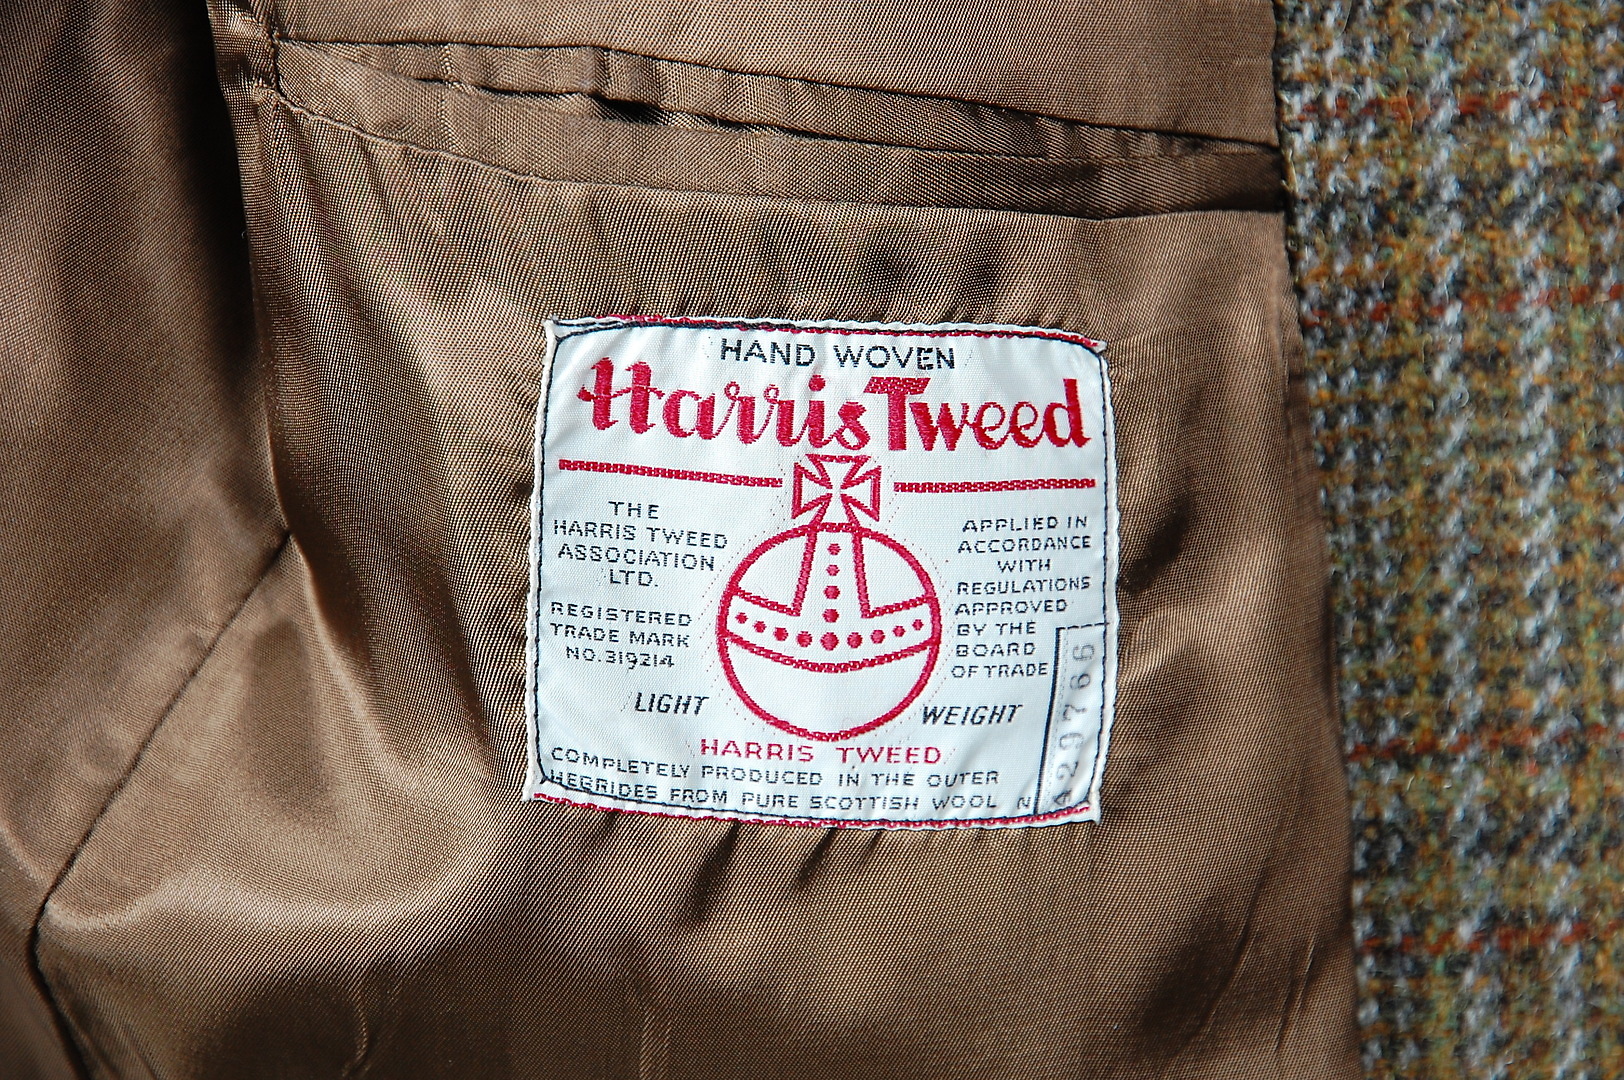 HAND WOVEN
Harris Tweed
THE
HARRIS TWEED
ASSOCIATION
LTD.
REGISTERED
TRADE MARK
NO.319214
APPLIED IN
ACCORDANCE
WITH
REGULATIONS
APPROVED
BY THE
BOARD
OF TRADE
LIGHT WEIGHT
HARRIS TWEED
COMPLETELY PRODUCED IN THE OUTER
HEBRIDES FROM PURE SCOTTISH WOOL
N
A 29766